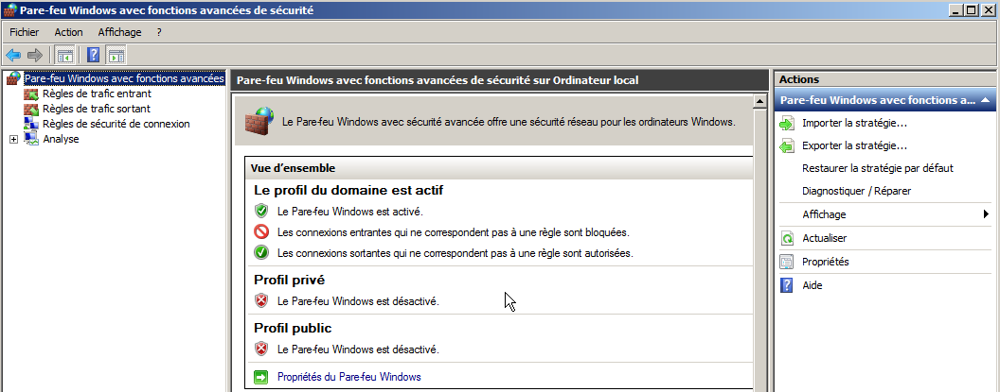 Pare-feu Windows avec fonctions avancées de sécurité
Fichier Action Affichage ?
Pare-feu Windows avec fonctions avancées
Règles de trafic entrant
Règles de trafic sortant
Règles de sécurité de connexion
Analyse
Pare-feu Windows avec fonctions avancées de sécurité sur Ordinateur local
Le Pare-feu Windows avec sécurité avancée offre une sécurité réseau pour les ordinateurs Windows.
Vue d'ensemble
Le profil du domaine est actif
Le Pare-feu Windows est activé.
Les connexions entrantes qui ne correspondent pas à une règle sont bloquées.
Les connexions sortantes qui ne correspondent pas à une règle sont autorisées.
Profil privé
Le Pare-feu Windows est désactivé.
Profil public
Le Pare-feu Windows est désactivé.
Propriétés du Pare-feu Windows
Actions
Pare-feu Windows avec fonctions a...
Importer la stratégie...
Exporter la stratégie...
Restaurer la stratégie par défaut
Diagnostiquer / Réparer
Affichage
Actualiser
Propriétés
Aide